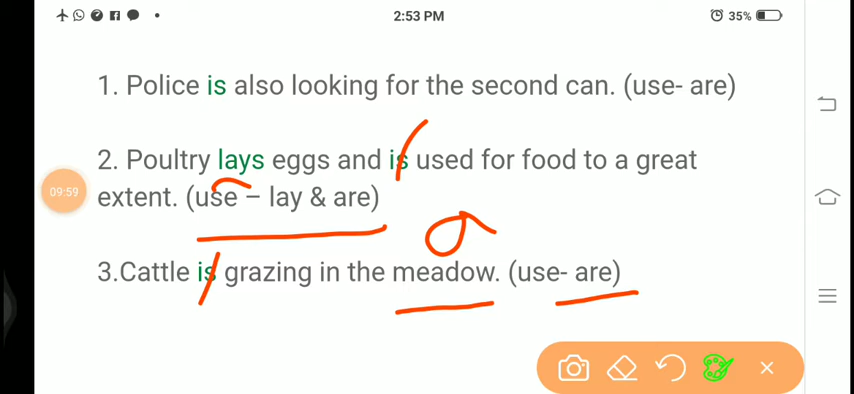 2:53 PM
35%
1. Police is also looking for the second can. (use- are)
2. Poultry lays eggs and is used for food to a great
09:59
extent. (use – lay & are)
a
3.Cattle is grazing in the meadow. (use- are)